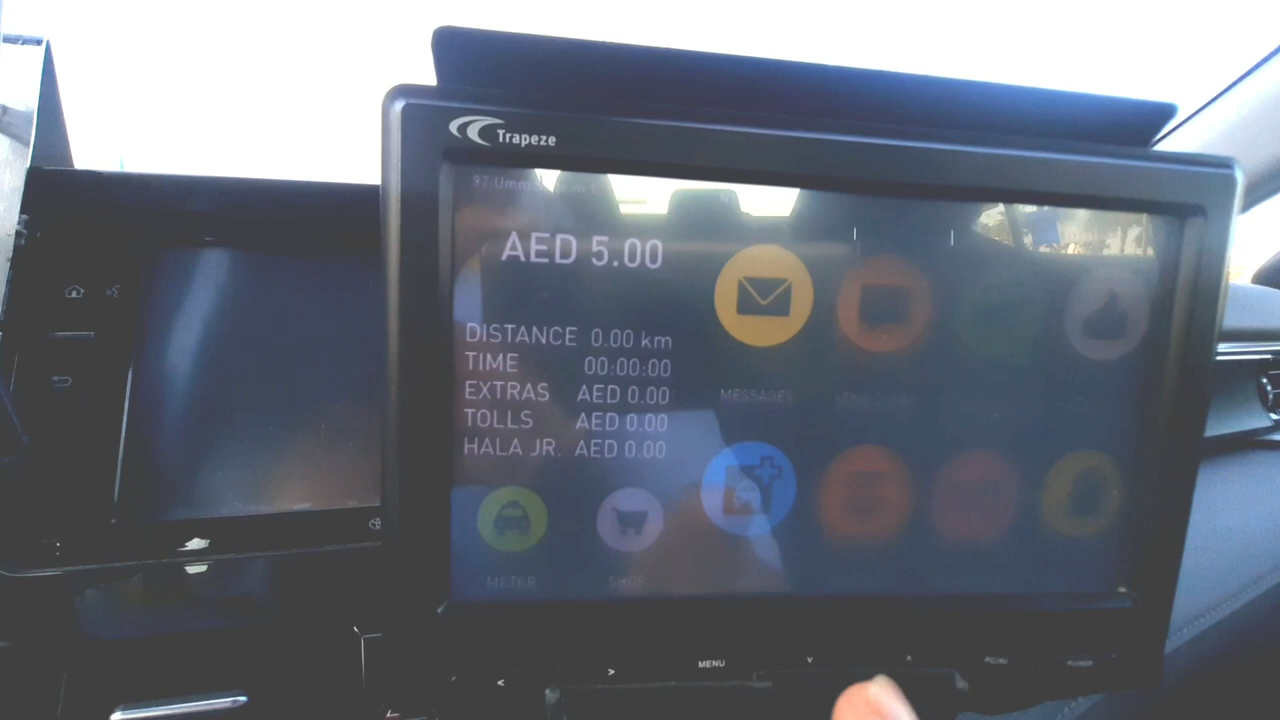 Trapeze
AED 5.00
DISTANCE 0.00 km
TIME 00:00:00
EXTRAS AED 0.00
TOLLS AED 0.00
HALA JR. AED 0.00
MESSAGES
METER
SHOP
< > MENU ∨ ∧